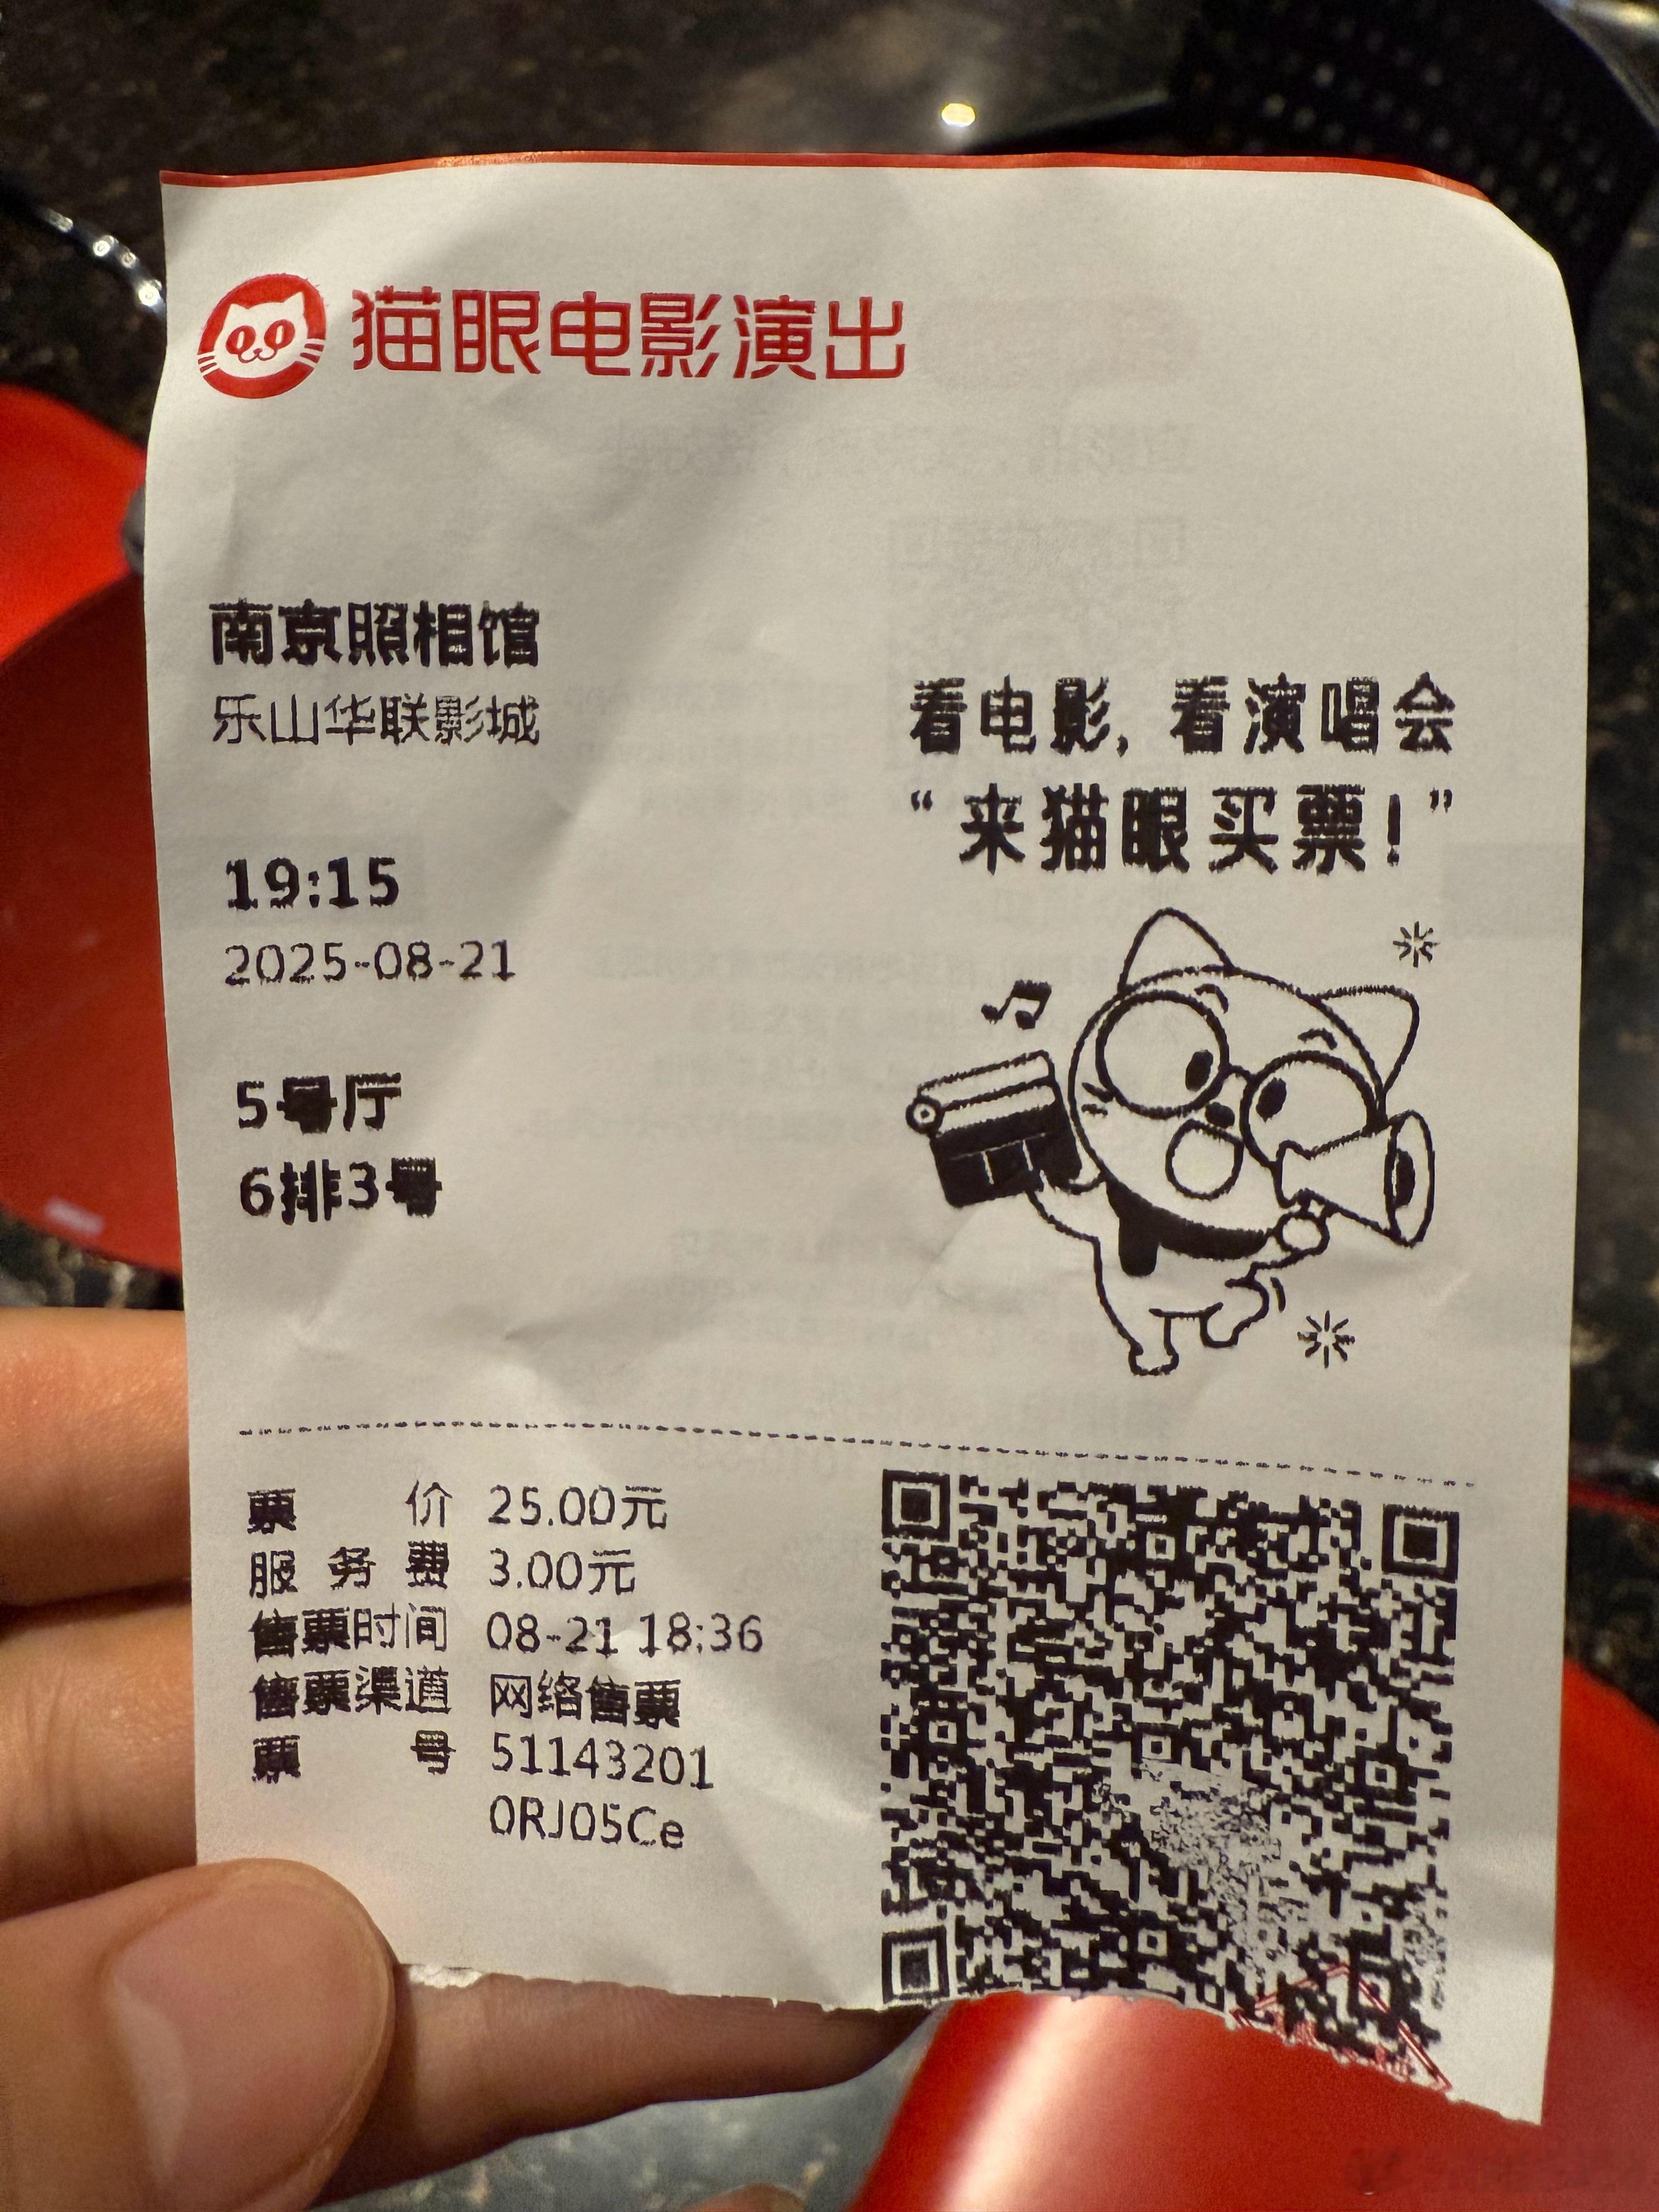 猫眼电影演出
南京照相馆
乐山华联影城
看电影，看演唱会
“来猫眼买票！”
19:15
2025-08-21
5号厅
6排3号
票价 25.00元
服务费 3.00元
售票时间 08-21 18:36
售票渠道 网络售票
票号 51143201
0RJ05Ce